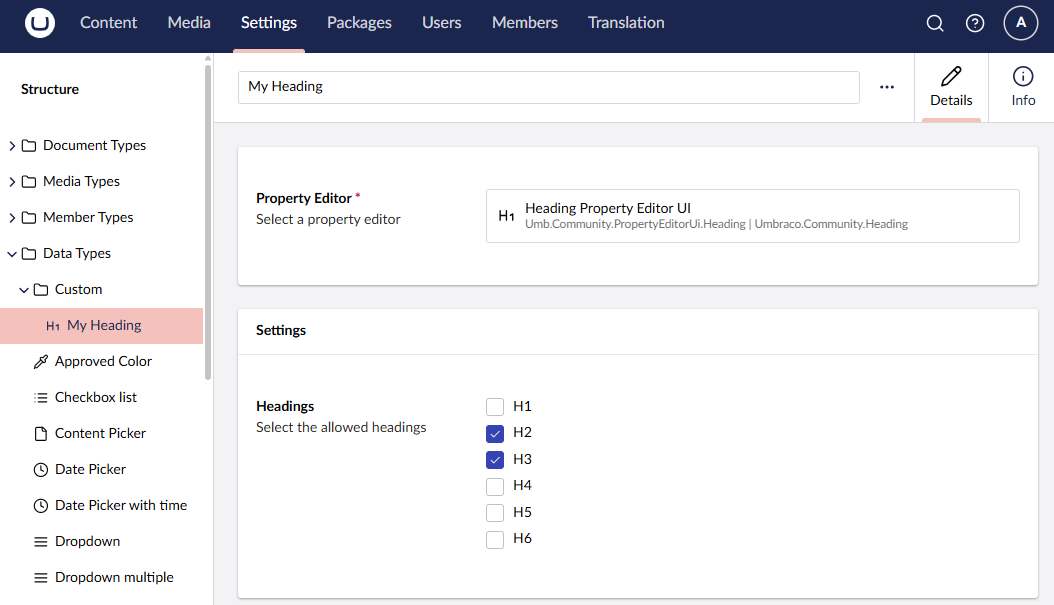 Content Media Settings Packages Users Members Translation A
Structure
Document Types
Media Types
Member Types
Data Types
Custom
H1 My Heading
Approved Color
Checkbox list
Content Picker
Date Picker
Date Picker with time
Dropdown
Dropdown multiple
My Heading
Details
Info
Property Editor *
Select a property editor
H1 Heading Property Editor UI
Umb.Community.PropertyEditorUi.Heading | Umbraco.Community.Heading
Settings
Headings
Select the allowed headings
H1
H2
H3
H4
H5
H6